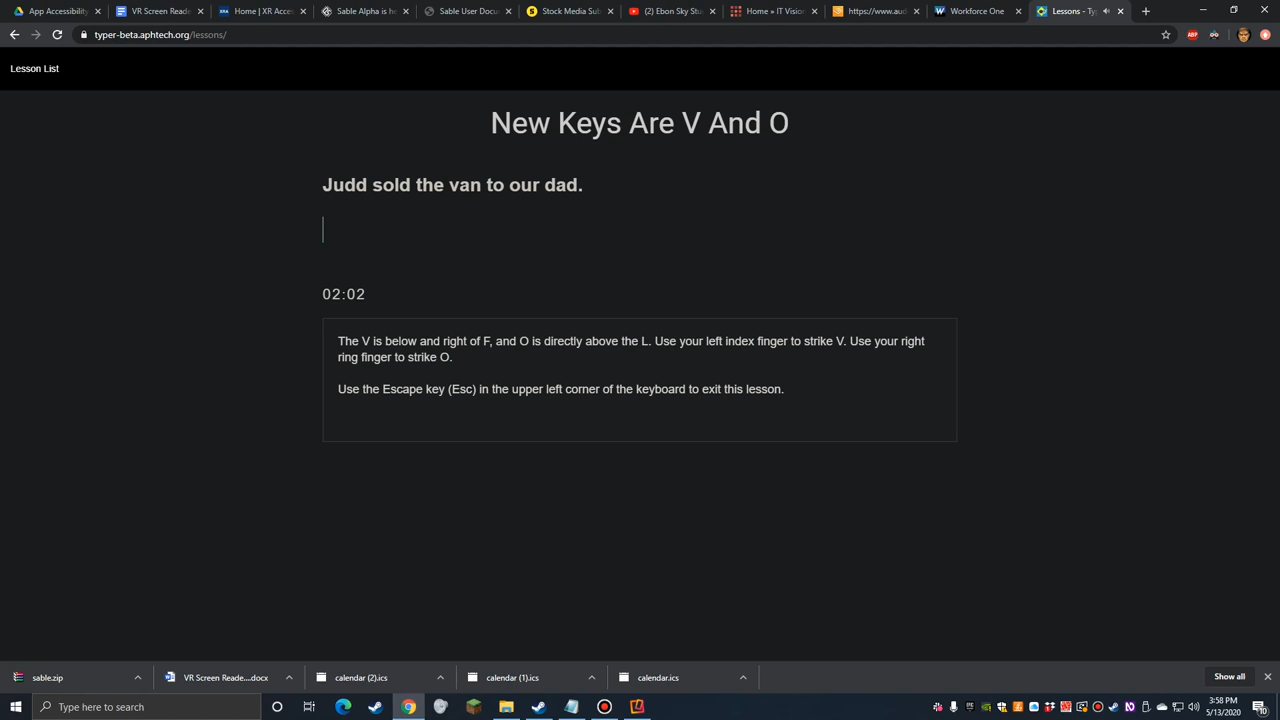 App Accessibility
VR Screen Reade
Home | XR Acces
Sable Alpha is he
Sable User Docum
Stock Media Sub
(2) Ebon Sky Stud
Home » IT Vision
https://www.aud
Workforce One
Lessons - Typ
typer-beta.aphtech.org/lessons/
Lesson List
New Keys Are V And O
Judd sold the van to our dad.
02:02
The V is below and right of F, and O is directly above the L. Use your left index finger to strike V. Use your right
ring finger to strike O.
Use the Escape key (Esc) in the upper left corner of the keyboard to exit this lesson.
sable.zip
VR Screen Reade....docx
calendar (2).ics
calendar (1).ics
calendar.ics
Show all
Type here to search
3:58 PM
5/13/2020
10